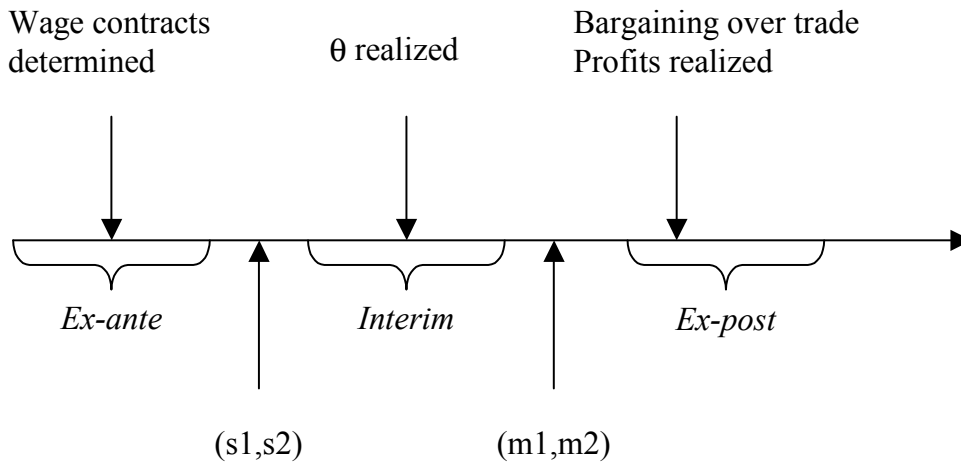 Wage contracts
determined
θ realized
Bargaining over trade
Profits realized
Ex-ante
Interim
Ex-post
(s1,s2)
(m1,m2)